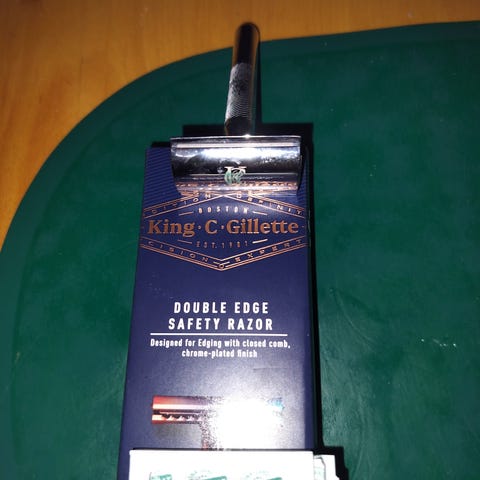 BOSTON
King · C · Gillette
EST. 1901
DOUBLE EDGE
SAFETY RAZOR
Designed for Edging with closed comb,
chrome-plated finish